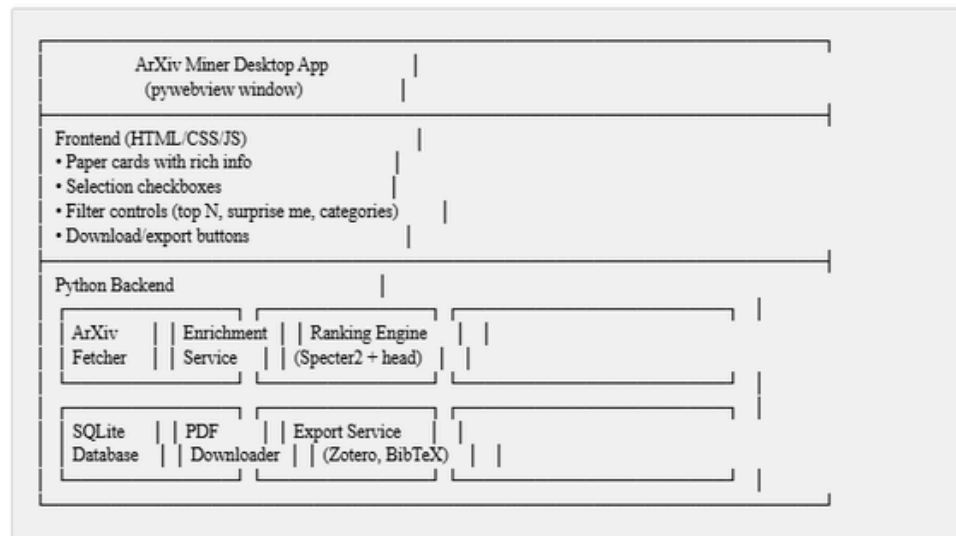 ArXiv Miner Desktop App
(pywebview window)
Frontend (HTML/CSS/JS)
• Paper cards with rich info
• Selection checkboxes
• Filter controls (top N, surprise me, categories)
• Download/export buttons
Python Backend
ArXiv Enrichment Ranking Engine
Fetcher Service (Specter2 + head)
SQLite PDF Export Service
Database Downloader (Zotero, BibTeX)